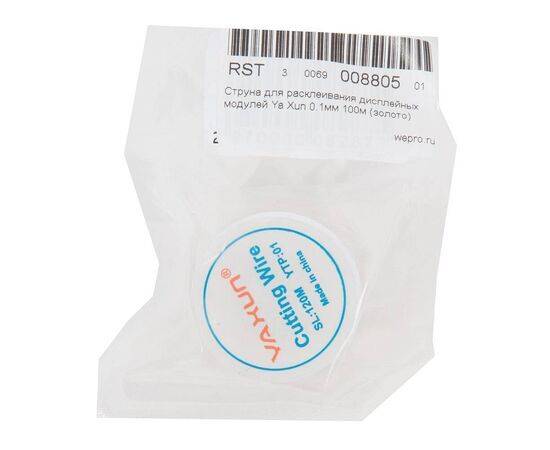 RST 3 0069 008805 01
Струна для расклеивания дисплейных
модулей Ya Xun 0.1мм 100м (золото)
wepro.ru
YAXUN®
Cutting Wire
SL:120M YTP:01
Made in china